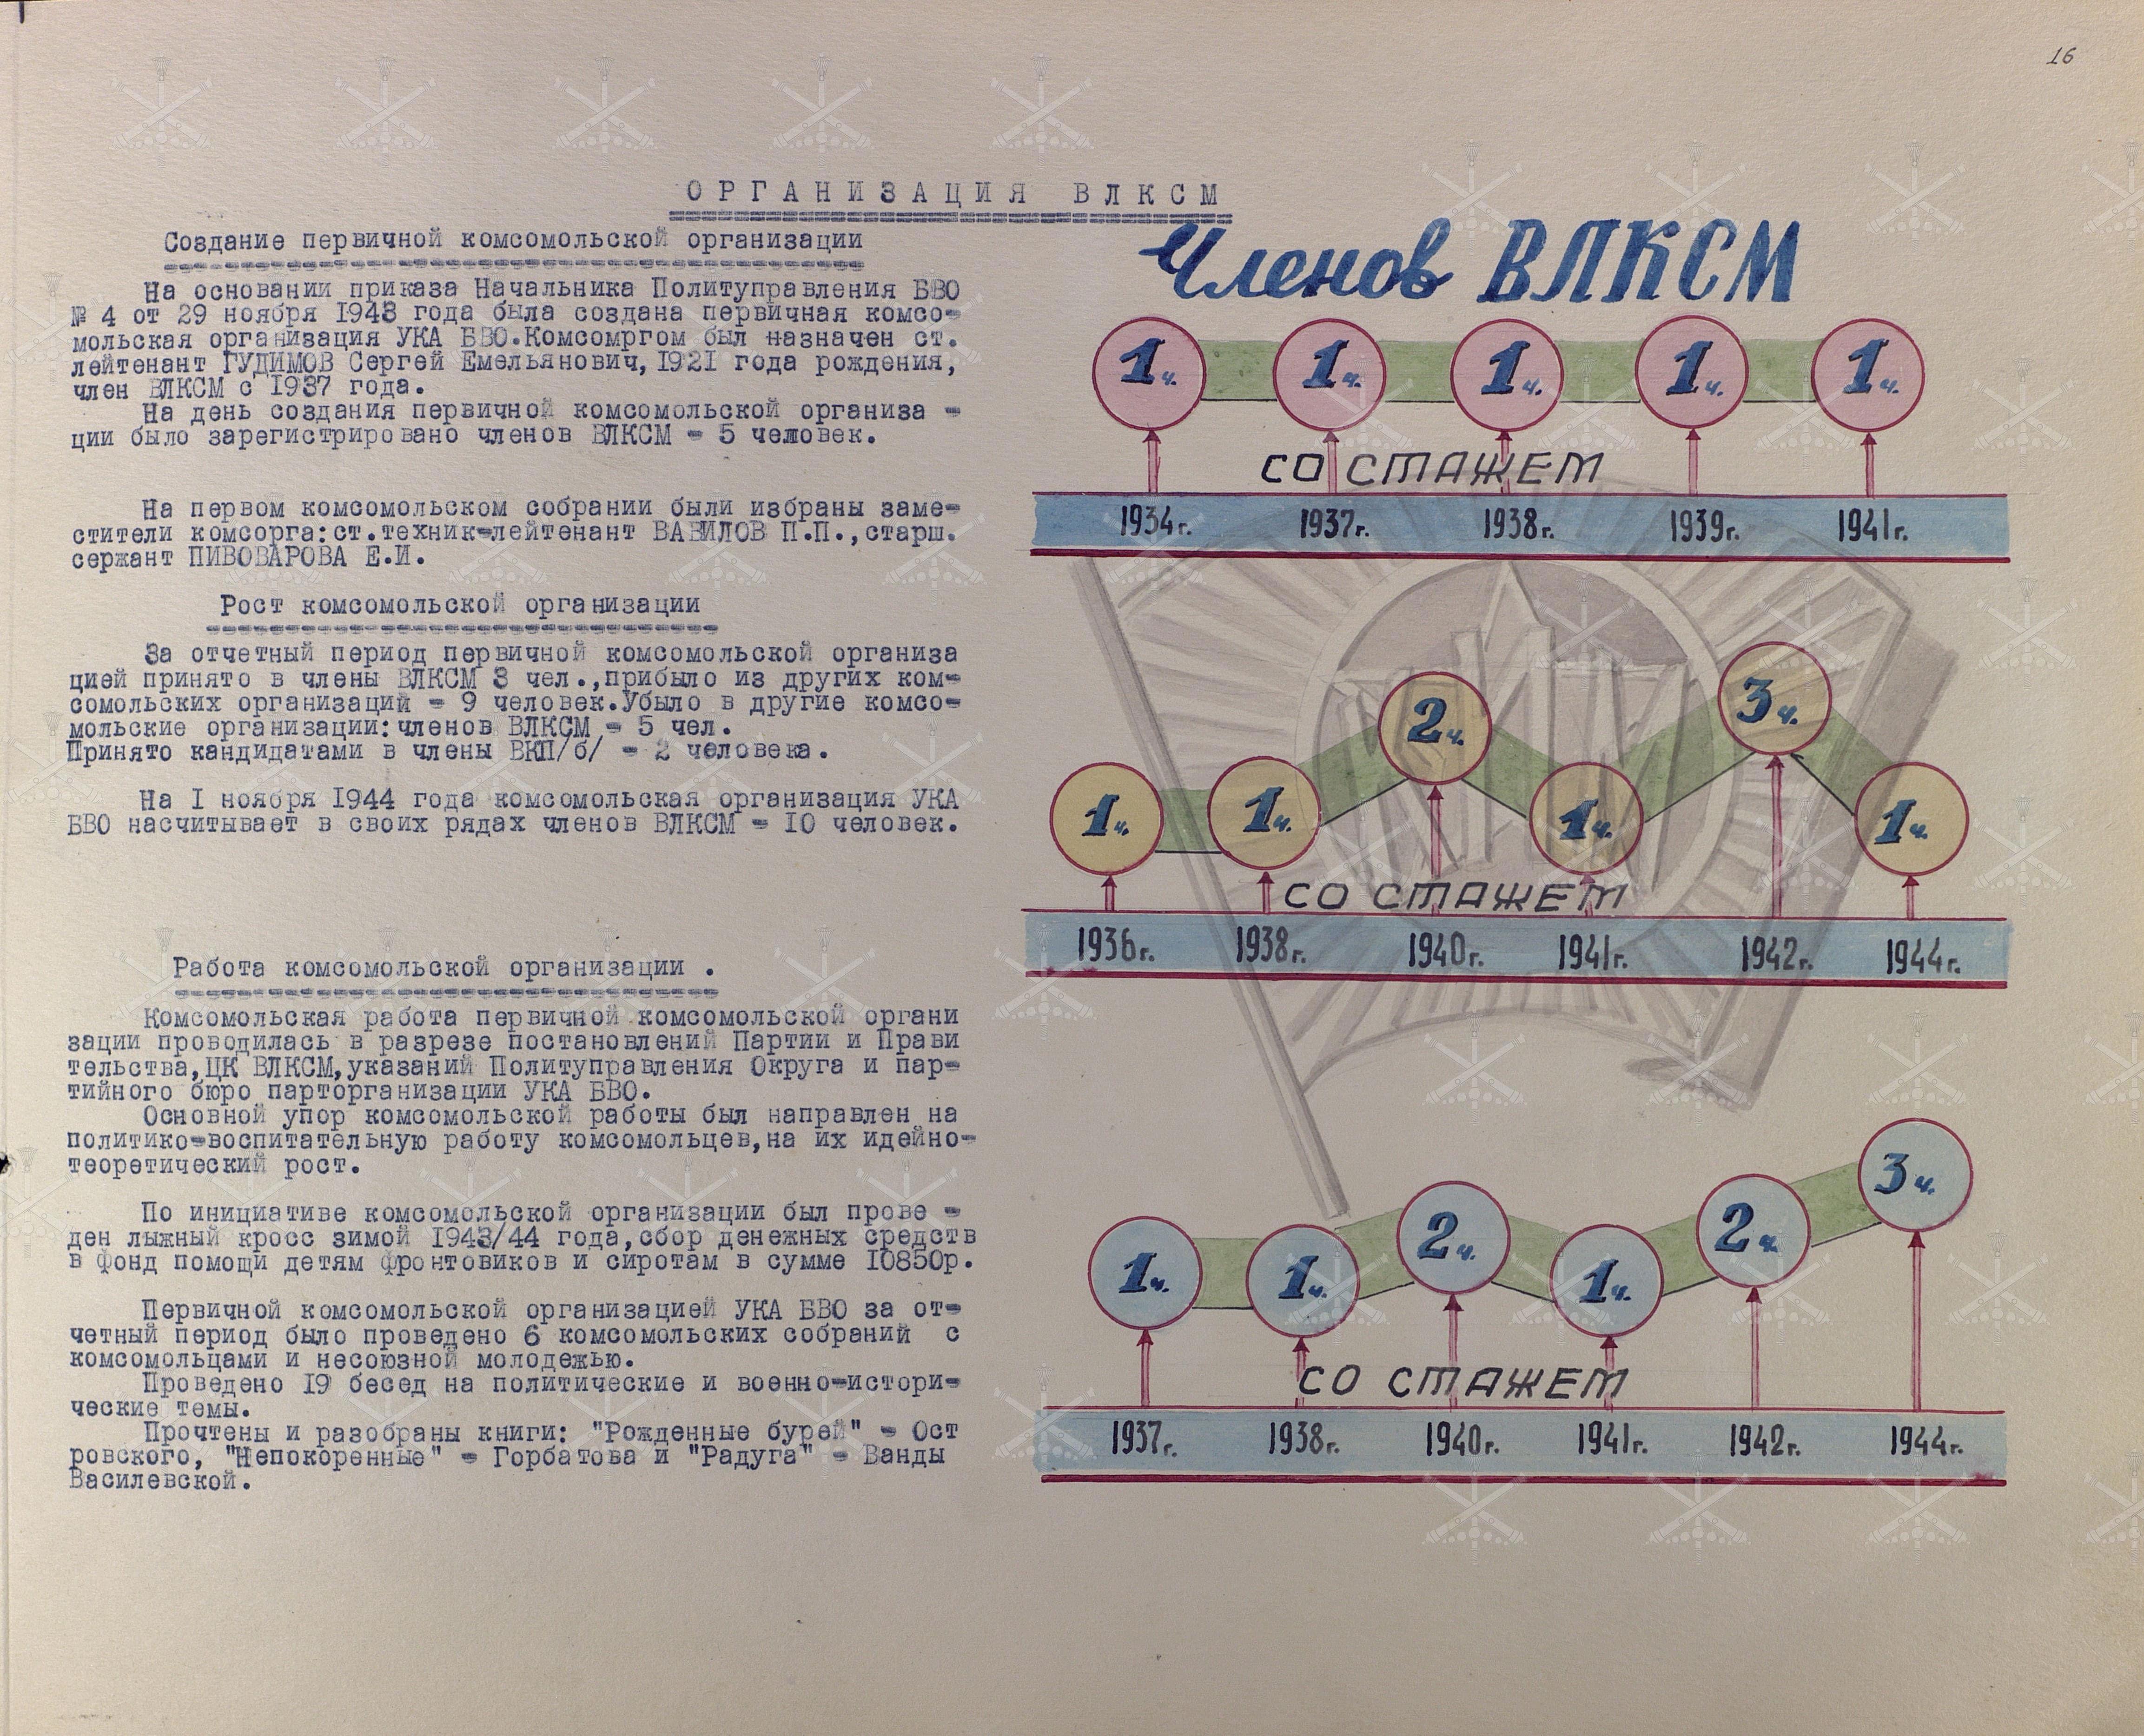 16
ОРГАНИЗАЦИЯ ВЛКСМ
Создание первичной комсомольской организации
На основании приказа Начальника Политуправления БВО
№ 4 от 29 ноября 1943 года была создана первичная комсо-
мольская организация УКА БВО.Комсомргом был назначен ст.
лейтенант ГУДИМОВ Сергей Емельянович,1921 года рождения,
член ВЛКСМ с 1937 года.
На день создания первичной комсомольской организа -
ции было зарегистрировано членов ВЛКСМ - 5 человек.
На первом комсомольском собрании были избраны заме-
стители комсорга:ст.техник-лейтенант ВАВИЛОВ П.П.,старш.
сержант ПИВОВАРОВА Е.И.
Рост комсомольской организации
За отчетный период первичной комсомольской организа
цией принято в члены ВЛКСМ 3 чел.,прибыло из других ком-
сомольских организаций - 9 человек.Убыло в другие комсо-
мольские организации:членов ВЛКСМ - 5 чел.
Принято кандидатами в члены ВКП/б/ - 2 человека.
На I ноября 1944 года комсомольская организация УКА
БВО насчитывает в своих рядах членов ВЛКСМ - 10 человек.
Работа комсомольской организации .
Комсомольская работа первичной комсомольской органи
зации проводилась в разрезе постановлений Партии и Прави
тельства,ЦК ВЛКСМ,указаний Политуправления Округа и пар-
тийного бюро парторганизации УКА БВО.
Основной упор комсомольской работы был направлен на
политико-воспитательную работу комсомольцев,на их идейно-
теоретический рост.
По инициативе комсомольской организации был прове -
ден лыжный кросс зимой 1943/44 года,сбор денежных средств
в фонд помощи детям фронтовиков и сиротам в сумме 10850р.
Первичной комсомольской организацией УКА БВО за от-
четный период было проведено 6 комсомольских собраний с
комсомольцами и несоюзной молодежью.
Проведено 19 бесед на политические и военно-истори-
ческие темы.
Прочтены и разобраны книги: "Рожденные бурей" - Ост
ровского, "Непокоренные" - Горбатова и "Радуга" - Ванды
Василевской.
Членов ВЛКСМ
1ч. 1ч. 1ч. 1ч. 1ч.
СО СТАЖЕМ
1934г. 1937г. 1938г. 1939г. 1941г.
КИМ
1ч. 1ч. 2ч. 1ч. 3ч. 1ч.
СО СТАЖЕМ
1936г. 1938г. 1940г. 1941г. 1942г. 1944г.
1ч. 1ч. 2ч. 1ч. 2ч. 3ч.
СО СТАЖЕМ
1937г. 1938г. 1940г. 1941г. 1942г. 1944г.